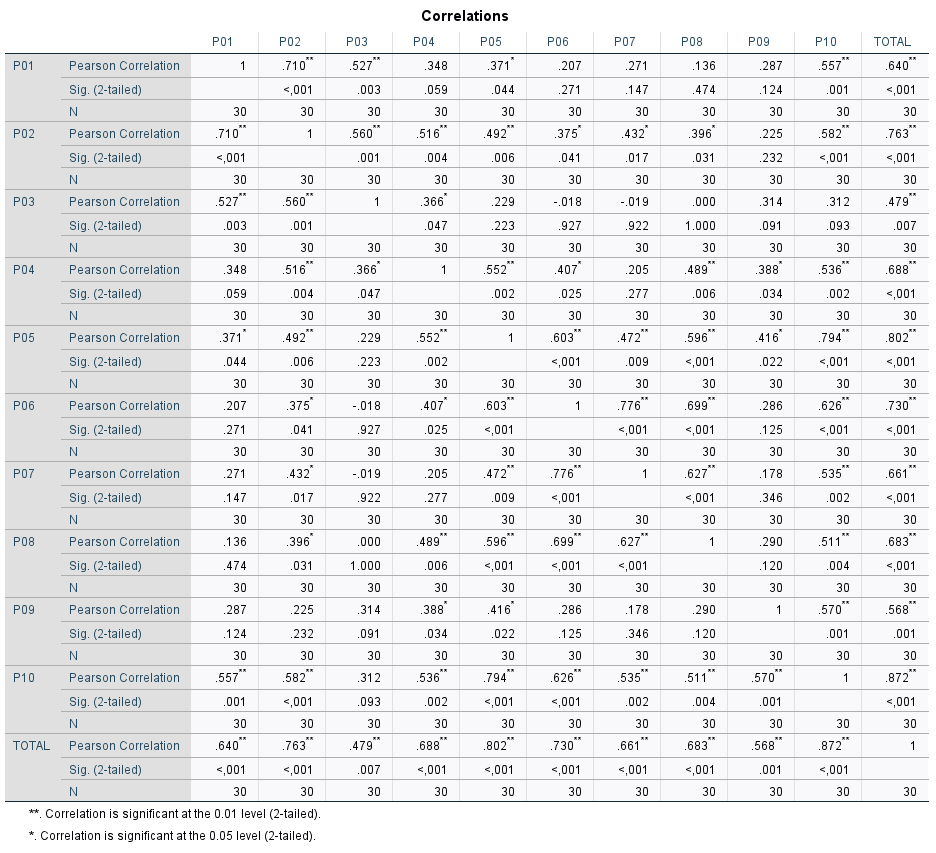 Correlations
P01 P02 P03 P04 P05 P06 P07 P08 P09 P10 TOTAL
P01 Pearson Correlation 1 .710** .527** .348 .371* .207 .271 .136 .287 .557** .640**
Sig. (2-tailed) <,001 .003 .059 .044 .271 .147 .474 .124 .001 <,001
N 30 30 30 30 30 30 30 30 30 30 30
P02 Pearson Correlation .710** 1 .560** .516** .492** .375* .432* .396* .225 .582** .763**
Sig. (2-tailed) <,001 .001 .004 .006 .041 .017 .031 .232 <,001 <,001
N 30 30 30 30 30 30 30 30 30 30 30
P03 Pearson Correlation .527** .560** 1 .366* .229 -.018 -.019 .000 .314 .312 .479**
Sig. (2-tailed) .003 .001 .047 .223 .927 .922 1.000 .091 .093 .007
N 30 30 30 30 30 30 30 30 30 30 30
P04 Pearson Correlation .348 .516** .366* 1 .552** .407* .205 .489** .388* .536** .688**
Sig. (2-tailed) .059 .004 .047 .002 .025 .277 .006 .034 .002 <,001
N 30 30 30 30 30 30 30 30 30 30 30
P05 Pearson Correlation .371* .492** .229 .552** 1 .603** .472** .596** .416* .794** .802**
Sig. (2-tailed) .044 .006 .223 .002 <,001 .009 <,001 .022 <,001 <,001
N 30 30 30 30 30 30 30 30 30 30 30
P06 Pearson Correlation .207 .375* -.018 .407* .603** 1 .776** .699** .286 .626** .730**
Sig. (2-tailed) .271 .041 .927 .025 <,001 <,001 <,001 .125 <,001 <,001
N 30 30 30 30 30 30 30 30 30 30 30
P07 Pearson Correlation .271 .432* -.019 .205 .472** .776** 1 .627** .178 .535** .661**
Sig. (2-tailed) .147 .017 .922 .277 .009 <,001 <,001 .346 .002 <,001
N 30 30 30 30 30 30 30 30 30 30 30
P08 Pearson Correlation .136 .396* .000 .489** .596** .699** .627** 1 .290 .511** .683**
Sig. (2-tailed) .474 .031 1.000 .006 <,001 <,001 <,001 .120 .004 <,001
N 30 30 30 30 30 30 30 30 30 30 30
P09 Pearson Correlation .287 .225 .314 .388* .416* .286 .178 .290 1 .570** .568**
Sig. (2-tailed) .124 .232 .091 .034 .022 .125 .346 .120 .001 .001
N 30 30 30 30 30 30 30 30 30 30 30
P10 Pearson Correlation .557** .582** .312 .536** .794** .626** .535** .511** .570** 1 .872**
Sig. (2-tailed) .001 <,001 .093 .002 <,001 <,001 .002 .004 .001 <,001
N 30 30 30 30 30 30 30 30 30 30 30
TOTAL Pearson Correlation .640** .763** .479** .688** .802** .730** .661** .683** .568** .872** 1
Sig. (2-tailed) <,001 <,001 .007 <,001 <,001 <,001 <,001 <,001 .001 <,001
N 30 30 30 30 30 30 30 30 30 30 30
**. Correlation is significant at the 0.01 level (2-tailed).
*. Correlation is significant at the 0.05 level (2-tailed).